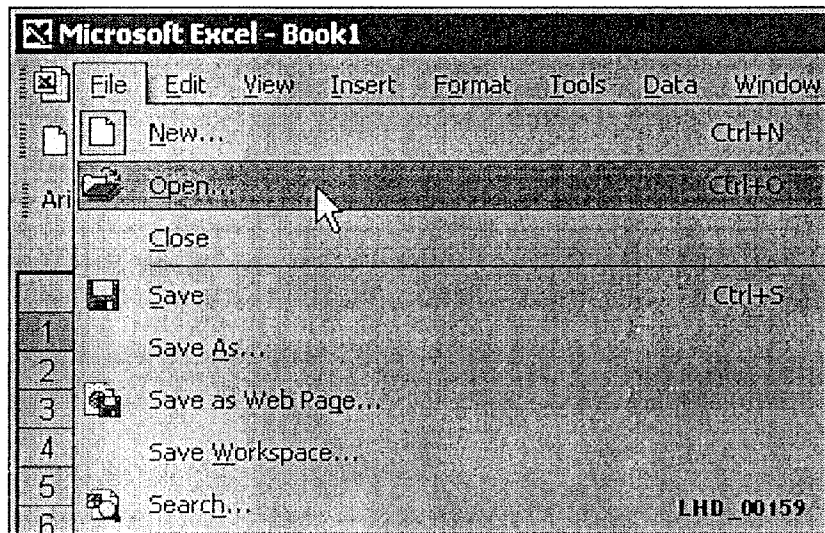 Microsoft Excel - Book1
File Edit View Insert Format Tools Data Window
New... Ctrl+N
Ari
Open... Ctrl+O
Close
Save Ctrl+S
1
Save As...
2
3 Save as Web Page...
4 Save Workspace...
5
Search...
LHD_00159
6